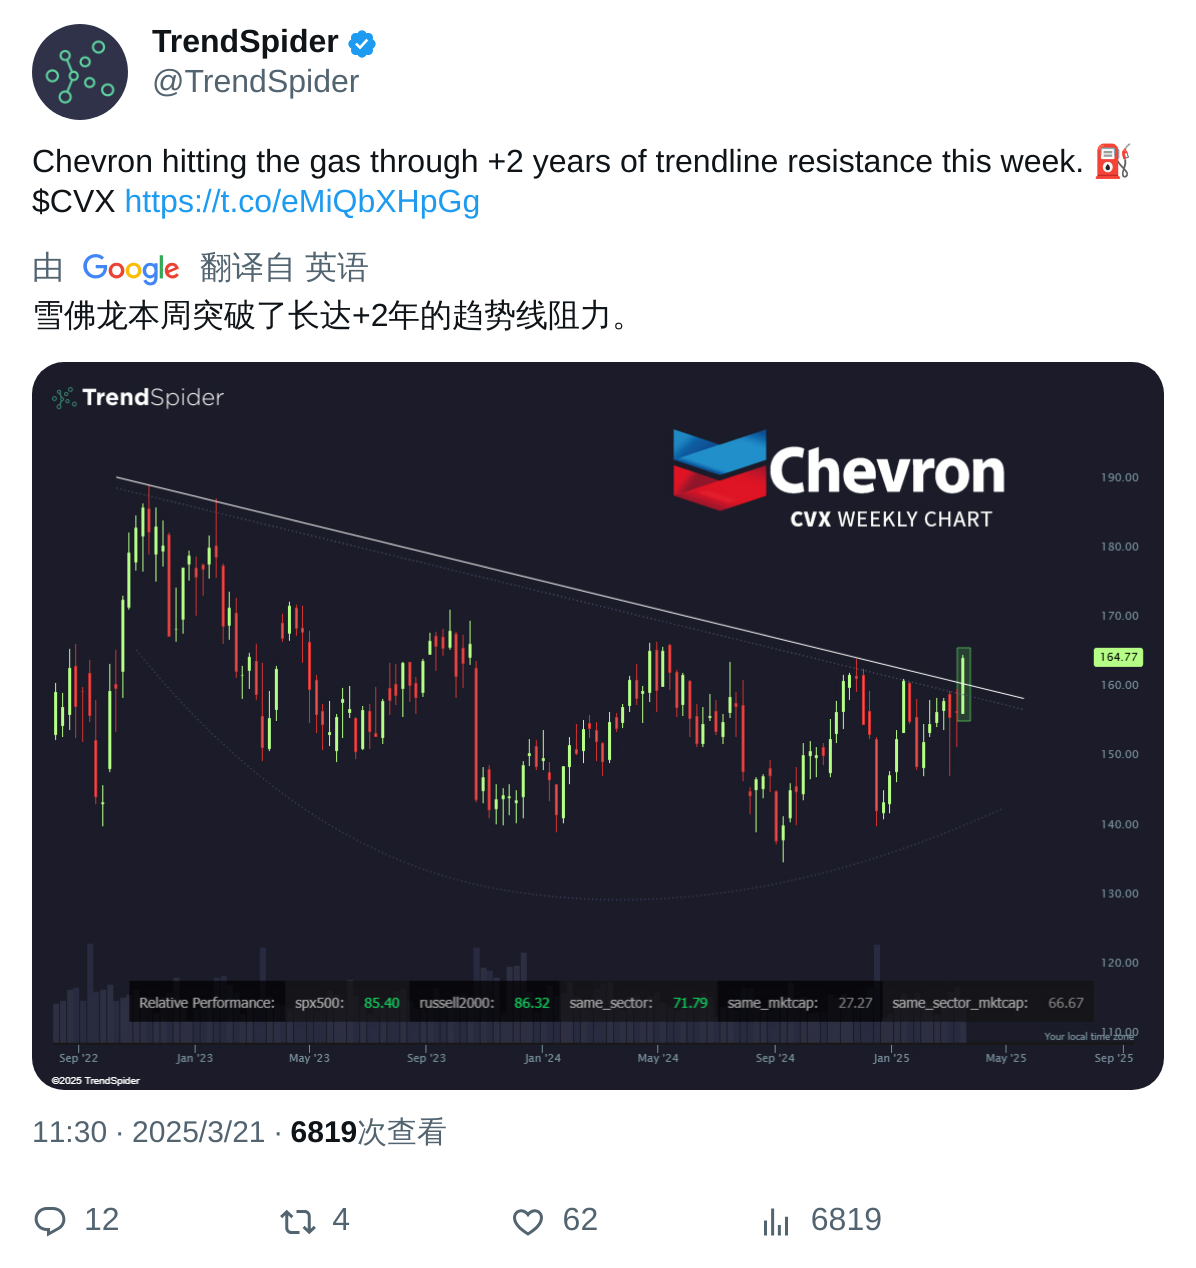 TrendSpider
@TrendSpider
Chevron hitting the gas through +2 years of trendline resistance this week. ⛽
$CVX https://t.co/eMiQbXHpGg
由 Google 翻译自 英语
雪佛龙本周突破了长达+2年的趋势线阻力。
TrendSpider
Chevron
CVX WEEKLY CHART
190.00
180.00
170.00
164.77
160.00
150.00
140.00
130.00
120.00
110.00
Relative Performance: spx500: 85.40 russell2000: 86.32 same_sector: 71.79 same_mktcap: 27.27 same_sector_mktcap: 66.67
Your local time zone
Sep '22 Jan '23 May '23 Sep '23 Jan '24 May '24 Sep '24 Jan '25 May '25 Sep '25
©2025 TrendSpider
11:30 · 2025/3/21 · 6819次查看
12 4 62 6819